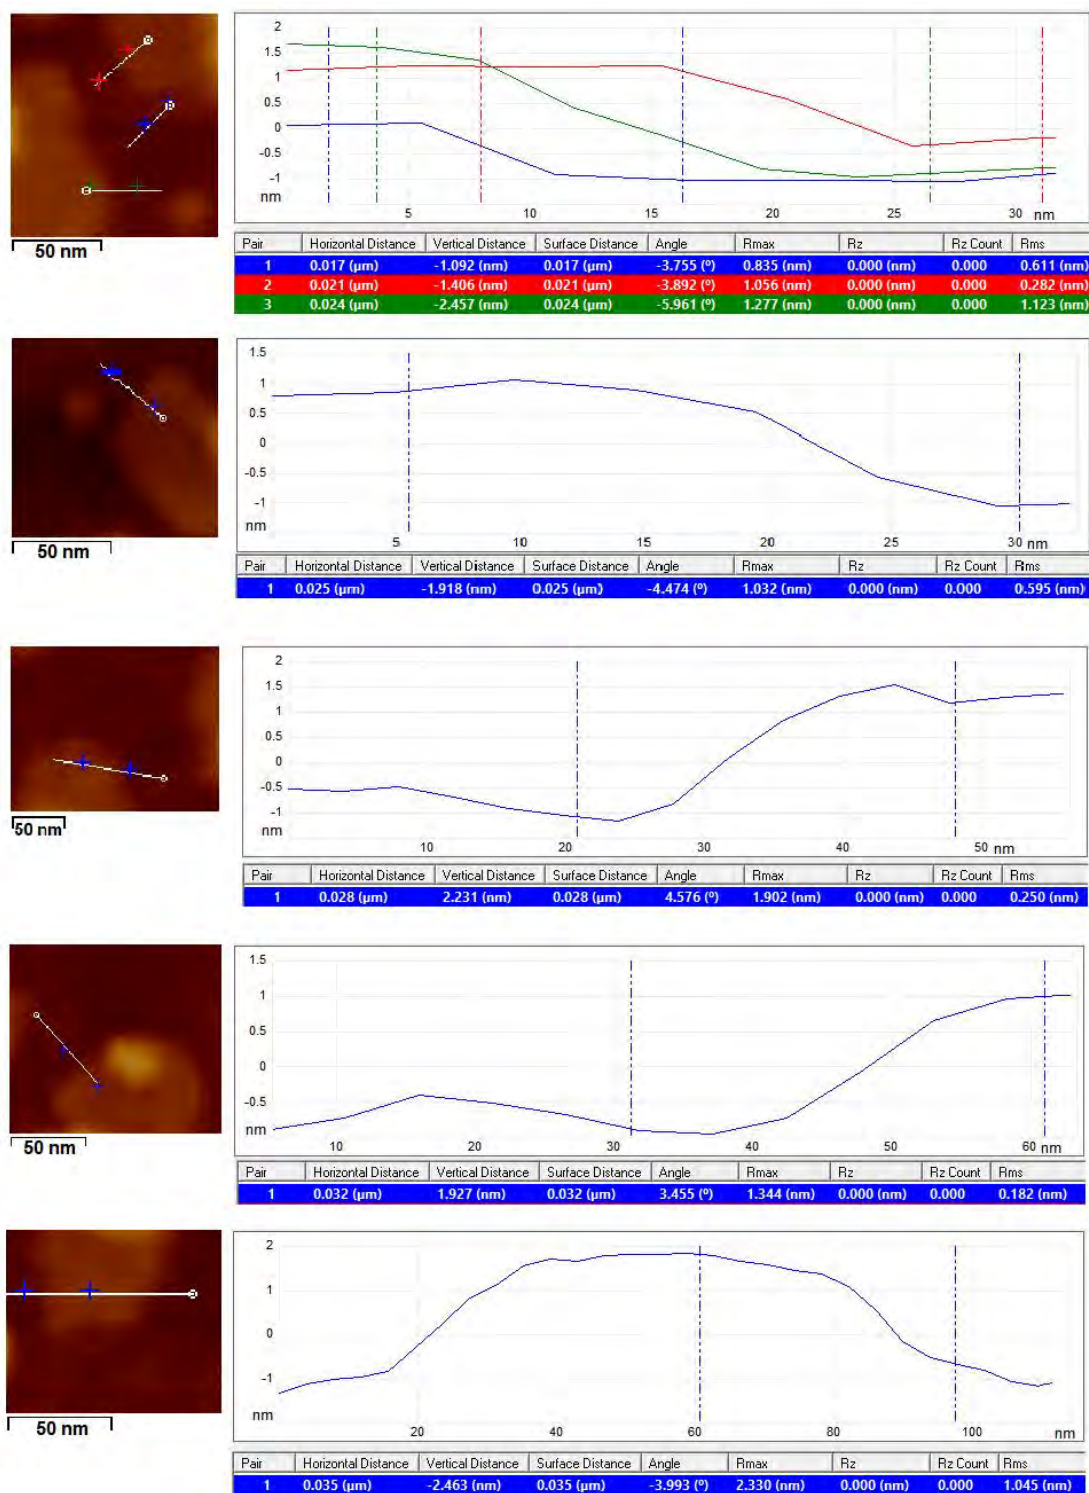 2
1.5
1
0.5
0
-0.5
-1
nm
5 10 15 20 25 30 nm
50 nm
Pair Horizontal Distance Vertical Distance Surface Distance Angle Rmax Rz Rz Count Rms
1 0.017 (µm) -1.092 (nm) 0.017 (µm) -3.755 (º) 0.835 (nm) 0.000 (nm) 0.000 0.611 (nm)
2 0.021 (µm) -1.406 (nm) 0.021 (µm) -3.892 (º) 1.056 (nm) 0.000 (nm) 0.000 0.282 (nm)
3 0.024 (µm) -2.457 (nm) 0.024 (µm) -5.961 (º) 1.277 (nm) 0.000 (nm) 0.000 1.123 (nm)
1.5
1
0.5
0
-0.5
-1
nm
5 10 15 20 25 30 nm
50 nm
Pair Horizontal Distance Vertical Distance Surface Distance Angle Rmax Rz Rz Count Rms
1 0.025 (µm) -1.918 (nm) 0.025 (µm) -4.474 (º) 1.032 (nm) 0.000 (nm) 0.000 0.595 (nm)
2
1.5
1
0.5
0
-0.5
-1
nm
10 20 30 40 50 nm
50 nm
Pair Horizontal Distance Vertical Distance Surface Distance Angle Rmax Rz Rz Count Rms
1 0.028 (µm) 2.231 (nm) 0.028 (µm) 4.576 (º) 1.902 (nm) 0.000 (nm) 0.000 0.250 (nm)
1.5
1
0.5
0
-0.5
nm
10 20 30 40 50 60 nm
50 nm
Pair Horizontal Distance Vertical Distance Surface Distance Angle Rmax Rz Rz Count Rms
1 0.032 (µm) 1.927 (nm) 0.032 (µm) 3.455 (º) 1.344 (nm) 0.000 (nm) 0.000 0.182 (nm)
2
1
0
-1
nm
20 40 60 80 100 nm
50 nm
Pair Horizontal Distance Vertical Distance Surface Distance Angle Rmax Rz Rz Count Rms
1 0.035 (µm) -2.463 (nm) 0.035 (µm) -3.993 (º) 2.330 (nm) 0.000 (nm) 0.000 1.045 (nm)